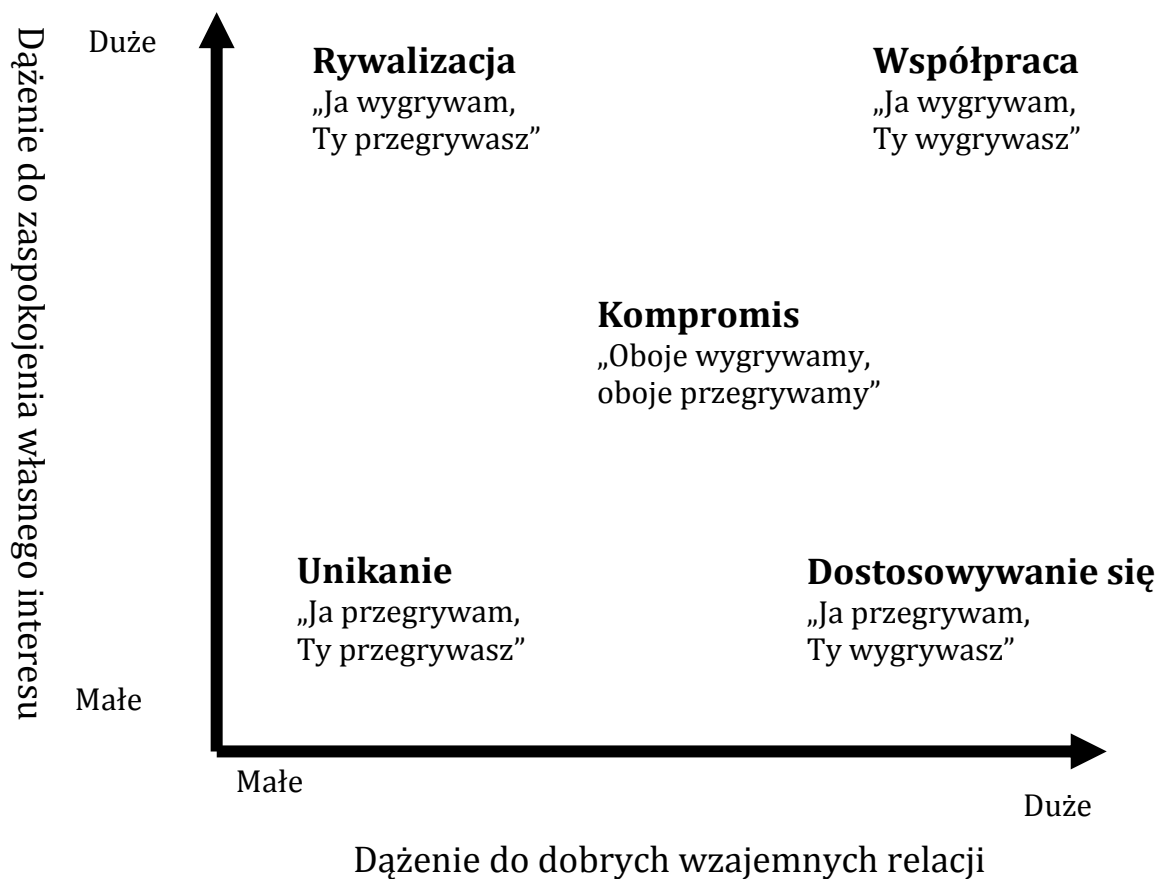 Dążenie do zaspokojenia własnego interesu
Duże
Rywalizacja
„Ja wygrywam,
Ty przegrywasz”
Współpraca
„Ja wygrywam,
Ty wygrywasz”
Kompromis
„Oboje wygrywamy,
oboje przegrywamy”
Unikanie
„Ja przegrywam,
Ty przegrywasz”
Dostosowywanie się
„Ja przegrywam,
Ty wygrywasz”
Małe
Małe
Duże
Dążenie do dobrych wzajemnych relacji